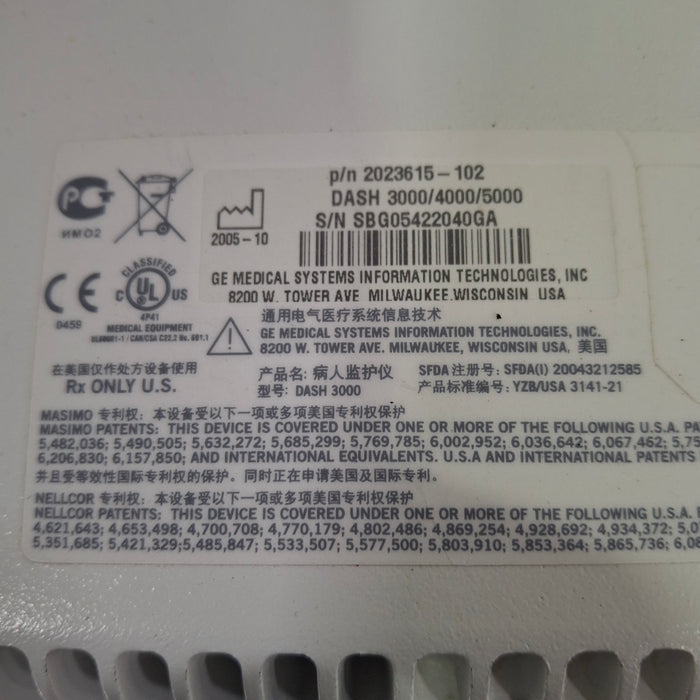 p/n 2023615-102
DASH 3000/4000/5000
S/N SBG05422040GA
2005-10
GE MEDICAL SYSTEMS INFORMATION TECHNOLOGIES, INC
8200 W. TOWER AVE MILWAUKEE.WISCONSIN USA
ИМ02
CLASSIFIED
C UL US
4P41
MEDICAL EQUIPMENT
UL60601-1 / CAN/CSA C22.2 No. 601.1
CE
0459
通用电气医疗系统信息技术
GE MEDICAL SYSTEMS INFORMATION TECHNOLOGIES, INC.
8200 W. TOWER AVE. MILWAUKEE, WISCONSIN USA, 美国
在美国仅作处方设备使用
Rx ONLY U.S.
产品名: 病人监护仪
型号: DASH 3000
SFDA 注册号: SFDA(I) 20043212585
产品标准编号: YZB/USA 3141-21
MASIMO 专利权: 本设备受以下一项或多项美国专利权保护
MASIMO PATENTS: THIS DEVICE IS COVERED UNDER ONE OR MORE OF THE FOLLOWING U.S.A.
5,482,036; 5,490,505; 5,632,272; 5,685,299; 5,769,785; 6,002,952; 6,036,642; 6,067,462;
6,206,830; 6,157,850; AND INTERNATIONAL EQUIVALENTS. U.S.A AND INTERNATIONAL PATENTS
并且受等效性国际专利权的保护。同时正在申请美国及国际专利.
NELLCOR 专利权: 本设备受以下一项或多项美国专利权保护
NELLCOR PATENTS: THIS DEVICE IS COVERED UNDER ONE OR MORE OF THE FOLLOWING U.S.A.
4,621,643; 4,653,498; 4,700,708; 4,770,179; 4,802,486; 4,869,254; 4,928,692; 4,934,372;
5,351,685; 5,421,329;5,485,847; 5,533,507; 5,577,500; 5,803,910; 5,853,364; 5,865,736;